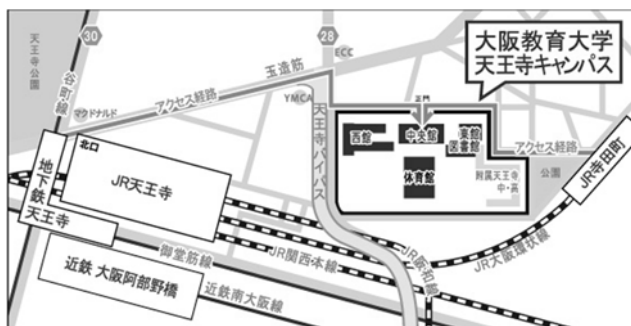 天王寺
公園
30
谷町線
マクドナルド
アクセス経路
玉造筋
28
ECC
YMCA
天王寺バイパス
大阪教育大学
天王寺キャンパス
正門
西館
中央館
東館
図書館
体育館
附属天王寺
中・高
アクセス経路
公園
JR寺田町
北口
JR天王寺
地下鉄
天王寺
御堂筋線
JR関西本線
JR阪和線
JR大阪環状線
近鉄 大阪阿部野橋
近鉄南大阪線